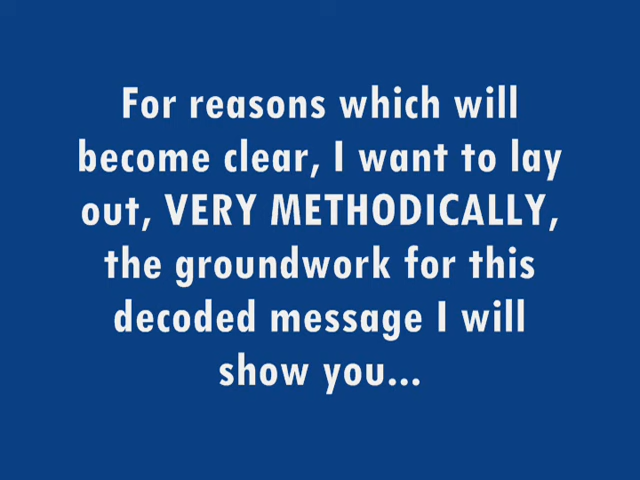 For reasons which will
become clear, I want to lay
out, VERY METHODICALLY,
the groundwork for this
decoded message I will
show you...